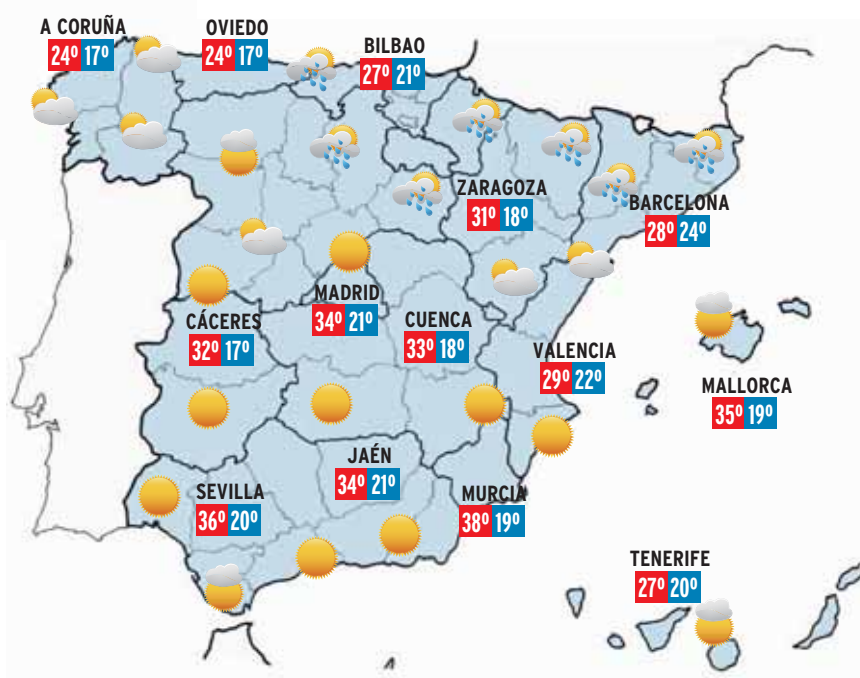 A CORUÑA
24º 17º
OVIEDO
24º 17º
BILBAO
27º 21º
ZARAGOZA
31º 18º
BARCELONA
28º 24º
MADRID
34º 21º
CÁCERES
32º 17º
CUENCA
33º 18º
VALENCIA
29º 22º
MALLORCA
35º 19º
JAÉN
34º 21º
SEVILLA
36º 20º
MURCIA
38º 19º
TENERIFE
27º 20º